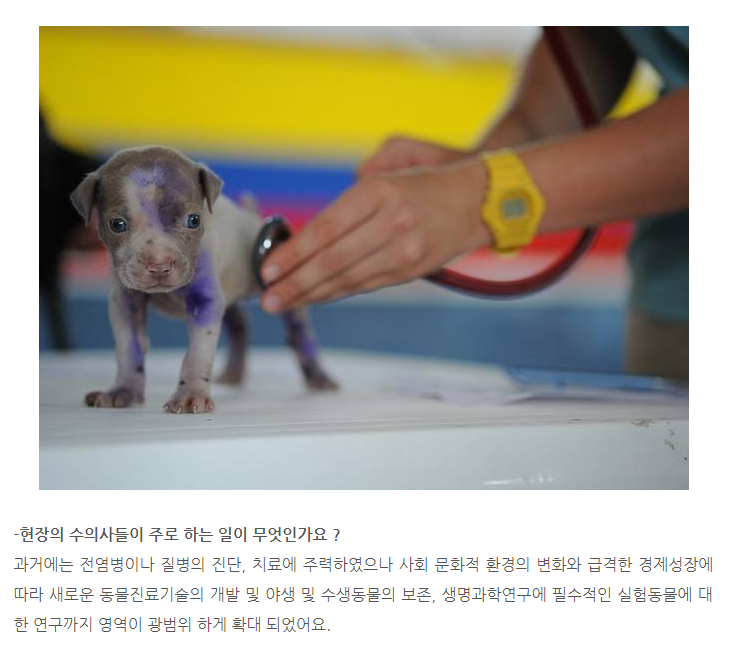 -현장의 수의사들이 주로 하는 일이 무엇인가요 ?
과거에는 전염병이나 질병의 진단, 치료에 주력하였으나 사회 문화적 환경의 변화와 급격한 경제성장에
따라 새로운 동물진료기술의 개발 및 야생 및 수생동물의 보존, 생명과학연구에 필수적인 실험동물에 대
한 연구까지 영역이 광범위 하게 확대 되었어요.